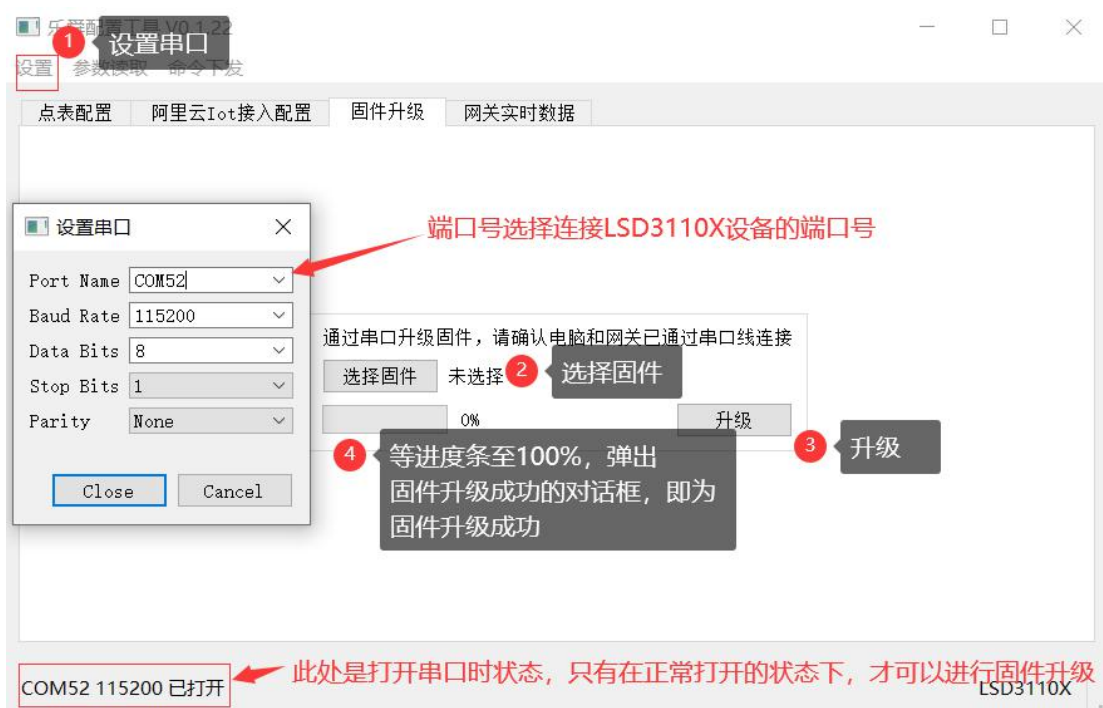 乐舜配置工具 V0.1.22
1 设置串口
设置 参数读取 命令下发
点表配置 阿里云Iot接入配置 固件升级 网关实时数据
设置串口
端口号选择连接LSD3110X设备的端口号
Port Name COM52
Baud Rate 115200
Data Bits 8
Stop Bits 1
Parity None
Close Cancel
通过串口升级固件，请确认电脑和网关已通过串口线连接
选择固件 未选择 2 选择固件
0% 升级
3 升级
4 等进度条至100%，弹出
固件升级成功的对话框，即为
固件升级成功
此处是打开串口时状态，只有在正常打开的状态下，才可以进行固件升级
COM52 115200 已打开
LSD3110X